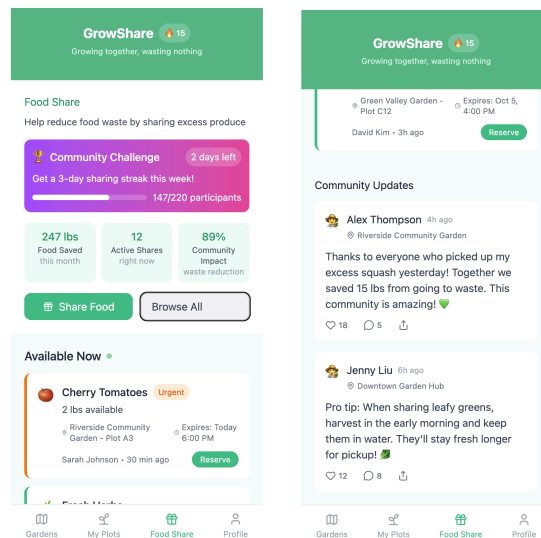 GrowShare 🔥 15
Growing together, wasting nothing
Food Share
Help reduce food waste by sharing excess produce
🏆 Community Challenge 2 days left
Get a 3-day sharing streak this week!
147/220 participants
247 lbs
Food Saved
this month
12
Active Shares
right now
89%
Community
Impact
waste reduction
Share Food
Browse All
Available Now
Cherry Tomatoes Urgent
2 lbs available
Riverside Community
Garden - Plot A3
Expires: Today
6:00 PM
Sarah Johnson • 30 min ago
Reserve
Fresh Herbs
Gardens
My Plots
Food Share
Profile
GrowShare 🔥 15
Growing together, wasting nothing
Green Valley Garden -
Plot C12
Expires: Oct 5,
4:00 PM
David Kim • 3h ago
Reserve
Community Updates
Alex Thompson 4h ago
Riverside Community Garden
Thanks to everyone who picked up my
excess squash yesterday! Together we
saved 15 lbs from going to waste. This
community is amazing! 💚
18
5
Jenny Liu 6h ago
Downtown Garden Hub
Pro tip: When sharing leafy greens,
harvest in the early morning and keep
them in water. They'll stay fresh longer
for pickup! 🥬
12
8
Gardens
My Plots
Food Share
Profile